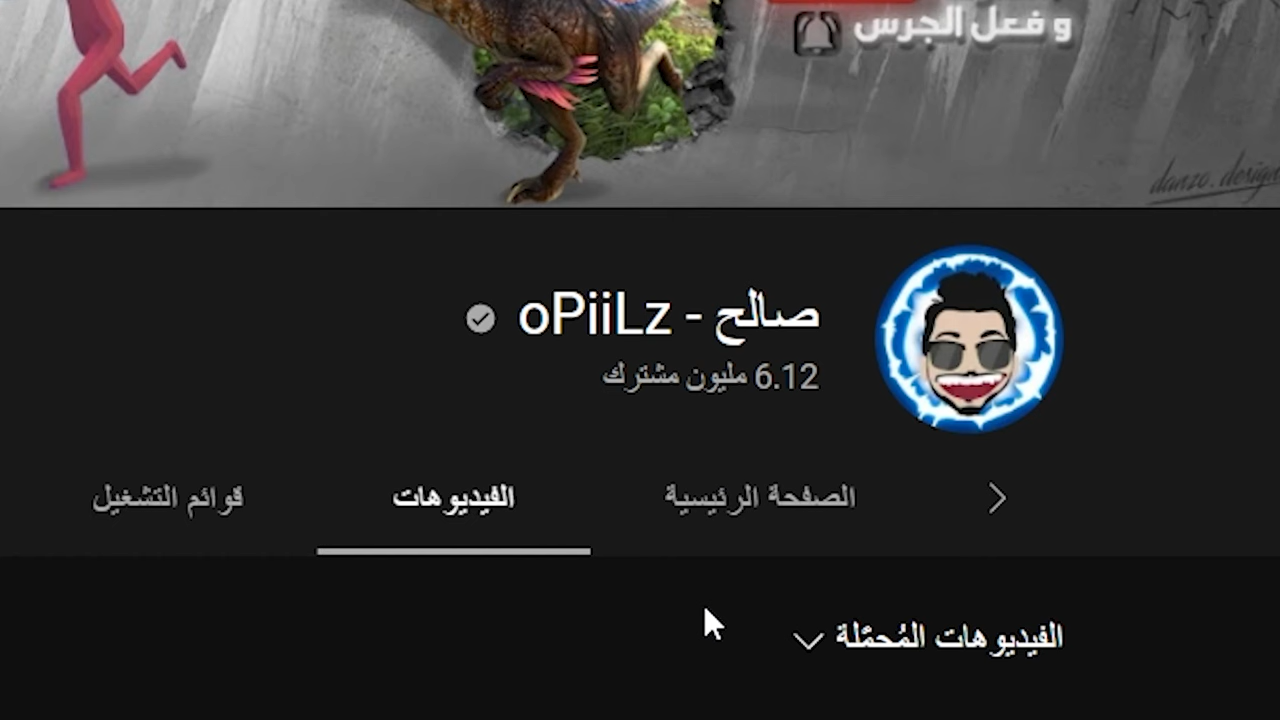 و فعل الجرس
danzo.design
صالح - oPiiLz
6.12 مليون مشترك
الصفحة الرئيسية
الفيديوهات
قوائم التشغيل
الفيديوهات المُحمّلة